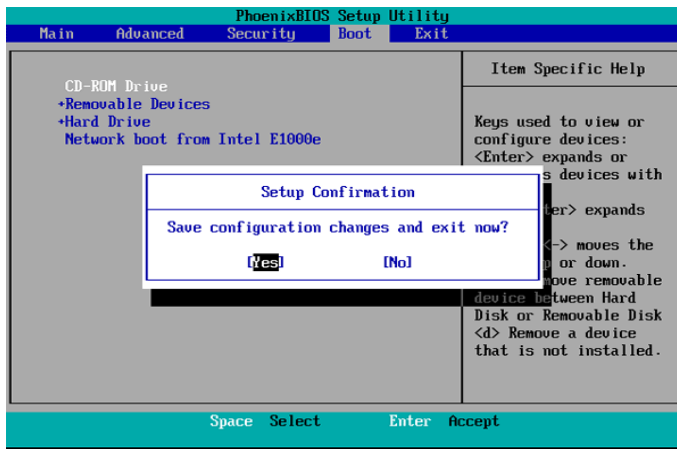 PhoenixBIOS Setup Utility
Main Advanced Security Boot Exit
CD-ROM Drive
+Removable Devices
+Hard Drive
Network boot from Intel E1000e
Item Specific Help
Keys used to view or
configure devices:
<Enter> expands or
s devices with
ter> expands
<-> moves the
p or down.
move removable
device between Hard
Disk or Removable Disk
<d> Remove a device
that is not installed.
Setup Confirmation
Save configuration changes and exit now?
[Yes] [No]
Space Select Enter Accept